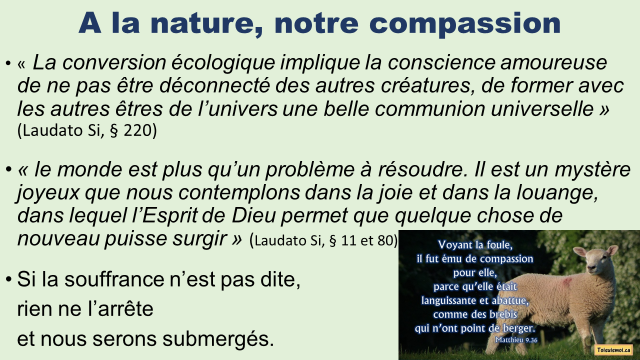 A la nature, notre compassion
• « La conversion écologique implique la conscience amoureuse
de ne pas être déconnecté des autres créatures, de former avec
les autres êtres de l’univers une belle communion universelle »
(Laudato Si, § 220)
• « le monde est plus qu’un problème à résoudre. Il est un mystère
joyeux que nous contemplons dans la joie et dans la louange,
dans lequel l’Esprit de Dieu permet que quelque chose de
nouveau puisse surgir » (Laudato Si, § 11 et 80)
• Si la souffrance n’est pas dite,
rien ne l’arrête
et nous serons submergés.
Voyant la foule,
il fut ému de compassion
pour elle,
parce qu'elle était
languissante et abattue,
comme des brebis
qui n'ont point de berger.
Matthieu 9.36
Teleutemei.ca